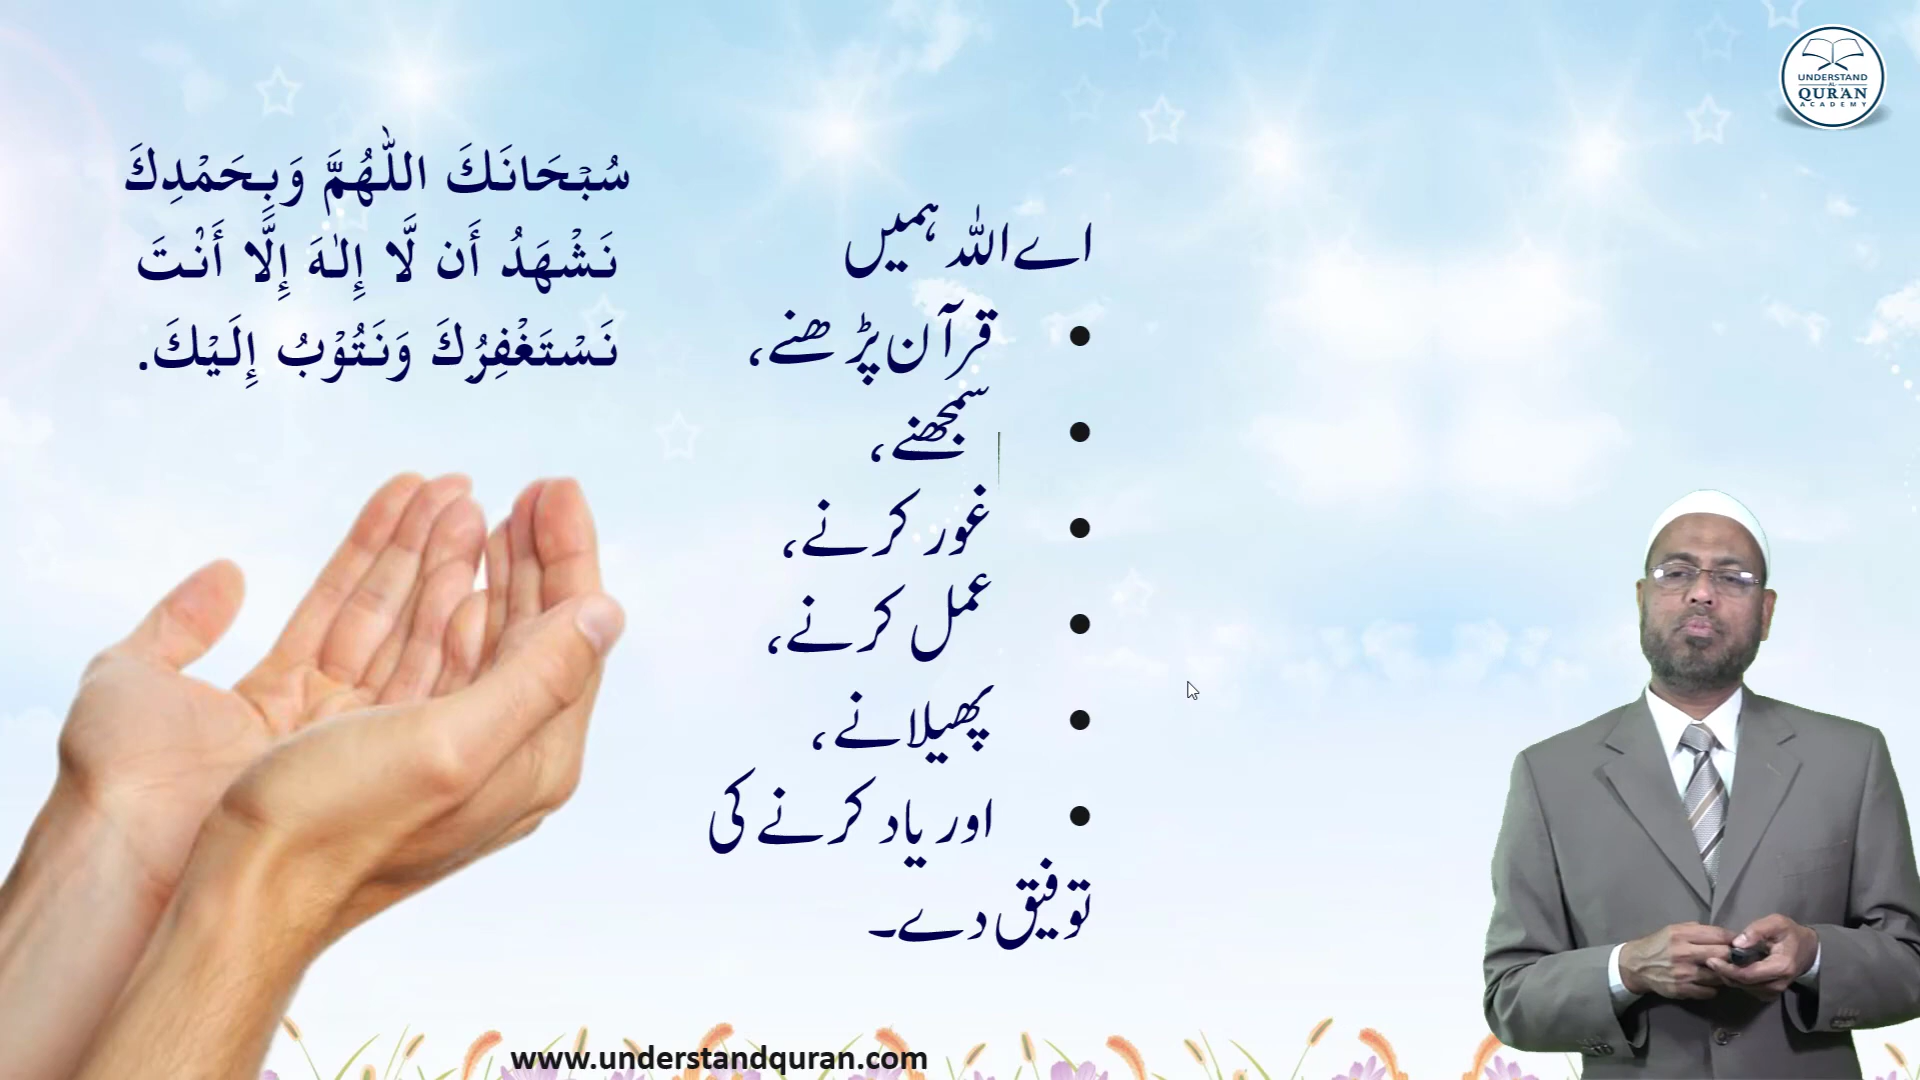 UNDERSTAND
AL
QUR'AN
ACADEMY
سُبْحَانَكَ اللّٰهُمَّ وَبِحَمْدِكَ
نَشْهَدُ أَن لَّا إِلٰهَ إِلَّا أَنْتَ
نَسْتَغْفِرُكَ وَنَتُوْبُ إِلَيْكَ.
اے اللہ ہمیں
• قرآن پڑھنے،
• سمجھنے،
• غور کرنے،
• عمل کرنے،
• پھیلانے،
• اور یاد کرنے کی
توفیق دے۔
www.understandquran.com